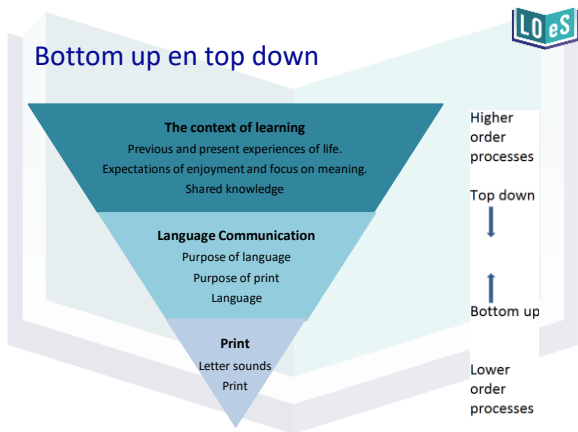 LOeS
Bottom up en top down
The context of learning
Previous and present experiences of life.
Expectations of enjoyment and focus on meaning.
Shared knowledge
Language Communication
Purpose of language
Purpose of print
Language
Print
Letter sounds
Print
Higher
order
processes
Top down
Bottom up
Lower
order
processes